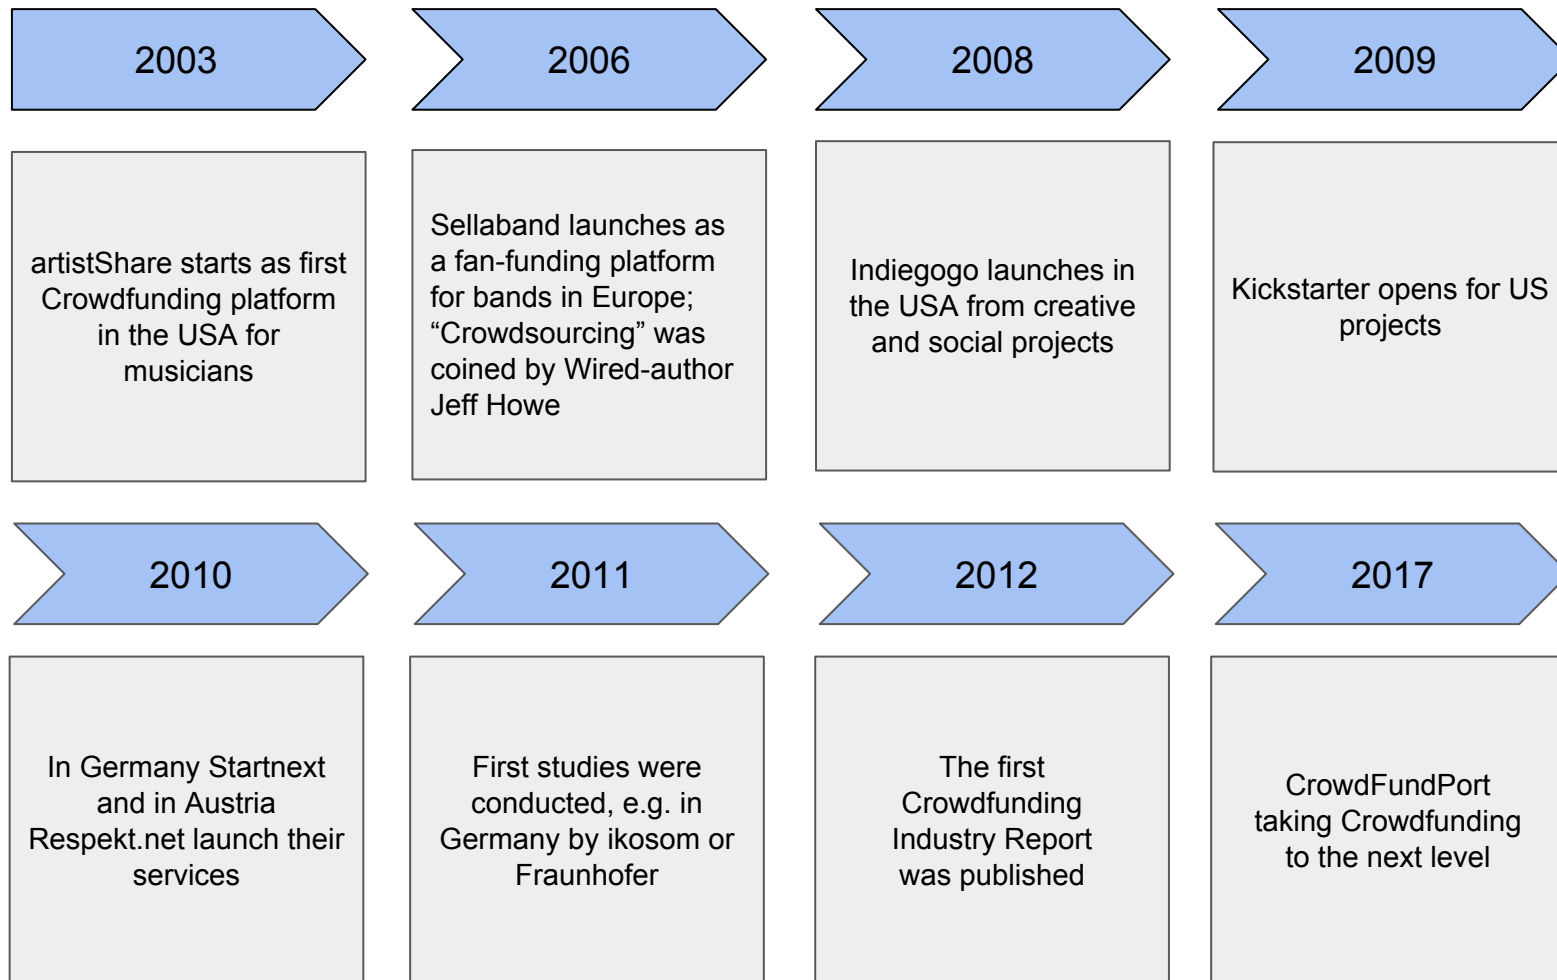 2003
2006
2008
2009
artistShare starts as first
Crowdfunding platform
in the USA for
musicians
Sellaband launches as
a fan-funding platform
for bands in Europe;
“Crowdsourcing” was
coined by Wired-author
Jeff Howe
Indiegogo launches in
the USA from creative
and social projects
Kickstarter opens for US
projects
2010
2011
2012
2017
In Germany Startnext
and in Austria
Respekt.net launch their
services
First studies were
conducted, e.g. in
Germany by ikosom or
Fraunhofer
The first
Crowdfunding
Industry Report
was published
CrowdFundPort
taking Crowdfunding
to the next level